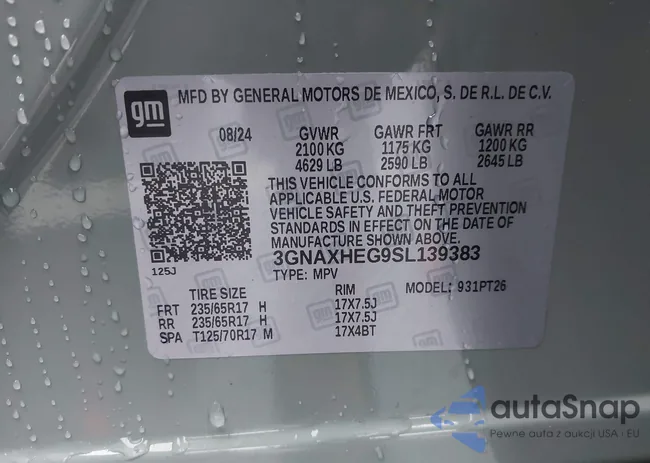 gm
MFD BY GENERAL MOTORS DE MEXICO, S. DE R.L. DE C.V.
08/24 GVWR GAWR FRT GAWR RR
2100 KG 1175 KG 1200 KG
4629 LB 2590 LB 2645 LB
THIS VEHICLE CONFORMS TO ALL
APPLICABLE U.S. FEDERAL MOTOR
VEHICLE SAFETY AND THEFT PREVENTION
STANDARDS IN EFFECT ON THE DATE OF
MANUFACTURE SHOWN ABOVE.
3GNAXHEG9SL139383
125J
TYPE: MPV MODEL: 931PT26
TIRE SIZE RIM
FRT 235/65R17 H 17X7.5J
RR 235/65R17 H 17X7.5J
SPA T125/70R17 M 17X4BT
autaSnap
Pewne auta z aukcji USA i EU